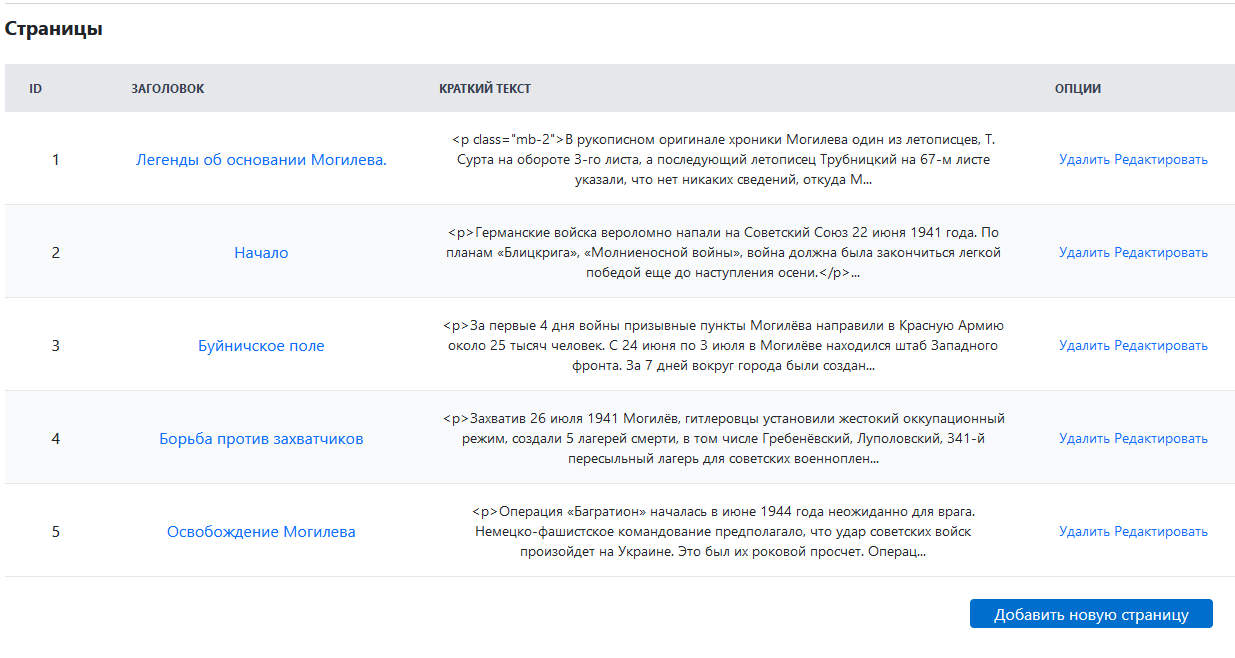 Страницы
ID ЗАГОЛОВОК КРАТКИЙ ТЕКСТ ОПЦИИ
<p class="mb-2">В рукописном оригинале хроники Могилева один из летописцев, Т.
1 Легенды об основании Могилева. Сурта на обороте 3-го листа, а последующий летописец Трубницкий на 67-м листе Удалить Редактировать
указали, что нет никаких сведений, откуда М...
<p>Германские войска вероломно напали на Советский Союз 22 июня 1941 года. По
2 Начало планам «Блицкрига», «Молниеносной войны», война должна была закончиться легкой Удалить Редактировать
победой еще до наступления осени.</p>...
<p>За первые 4 дня войны призывные пункты Могилёва направили в Красную Армию
3 Буйничское поле около 25 тысяч человек. С 24 июня по 3 июля в Могилёве находился штаб Западного Удалить Редактировать
фронта. За 7 дней вокруг города были создан...
<p>Захватив 26 июля 1941 Могилёв, гитлеровцы установили жестокий оккупационный
4 Борьба против захватчиков режим, создали 5 лагерей смерти, в том числе Гребенёвский, Луполовский, 341-й Удалить Редактировать
пересыльный лагерь для советских военноплен...
<p>Операция «Багратион» началась в июне 1944 года неожиданно для врага.
5 Освобождение Могилева Немецко-фашистское командование предполагало, что удар советских войск Удалить Редактировать
произойдет на Украине. Это был их роковой просчет. Операц...
Добавить новую страницу